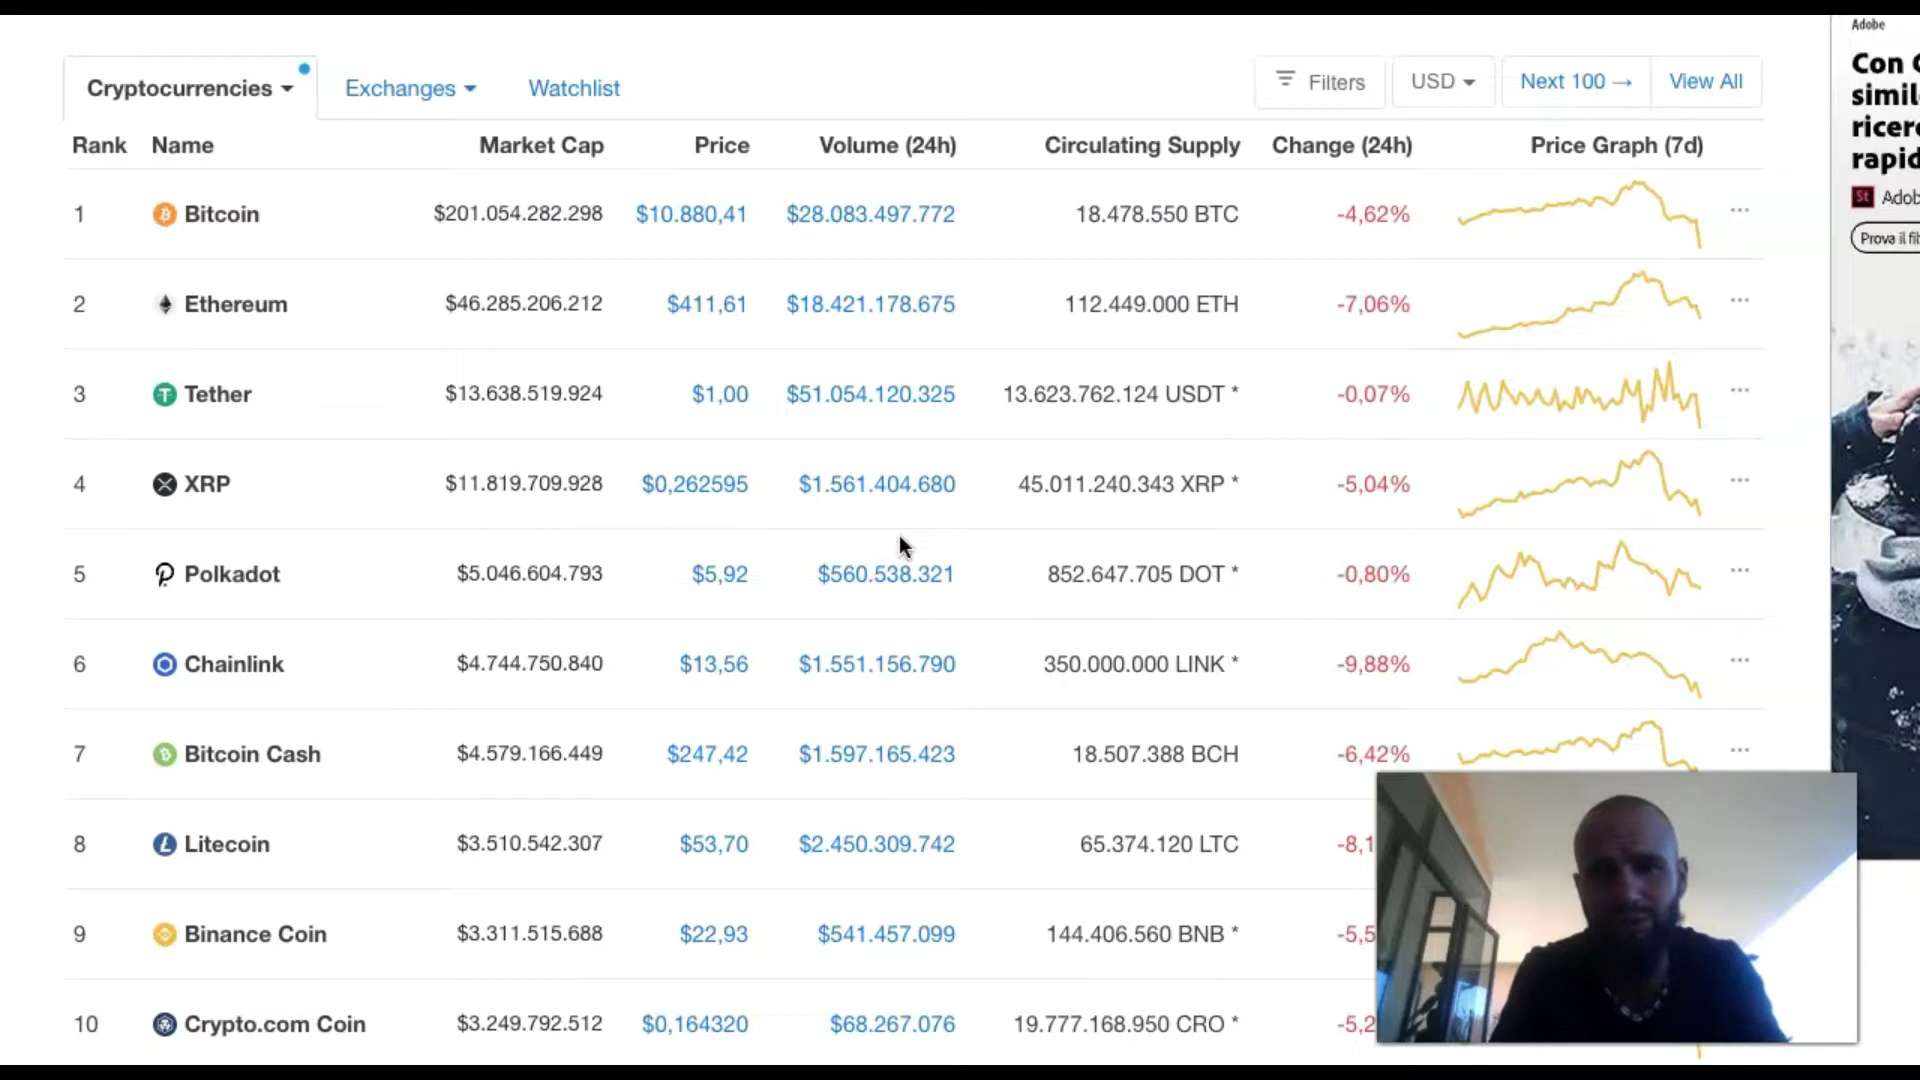 Adobe
Cryptocurrencies
Exchanges
Watchlist
Filters
USD
Next 100 →
View All
Con
simil
ricer
rapid
Rank Name Market Cap Price Volume (24h) Circulating Supply Change (24h) Price Graph (7d)
1 Bitcoin $201.054.282.298 $10.880,41 $28.083.497.772 18.478.550 BTC -4,62%
St Adob
Prova il fil
2 Ethereum $46.285.206.212 $411,61 $18.421.178.675 112.449.000 ETH -7,06%
3 Tether $13.638.519.924 $1,00 $51.054.120.325 13.623.762.124 USDT * -0,07%
4 XRP $11.819.709.928 $0,262595 $1.561.404.680 45.011.240.343 XRP * -5,04%
5 Polkadot $5.046.604.793 $5,92 $560.538.321 852.647.705 DOT * -0,80%
6 Chainlink $4.744.750.840 $13,56 $1.551.156.790 350.000.000 LINK * -9,88%
7 Bitcoin Cash $4.579.166.449 $247,42 $1.597.165.423 18.507.388 BCH -6,42%
8 Litecoin $3.510.542.307 $53,70 $2.450.309.742 65.374.120 LTC -8,1
9 Binance Coin $3.311.515.688 $22,93 $541.457.099 144.406.560 BNB * -5,5
10 Crypto.com Coin $3.249.792.512 $0,164320 $68.267.076 19.777.168.950 CRO * -5,2